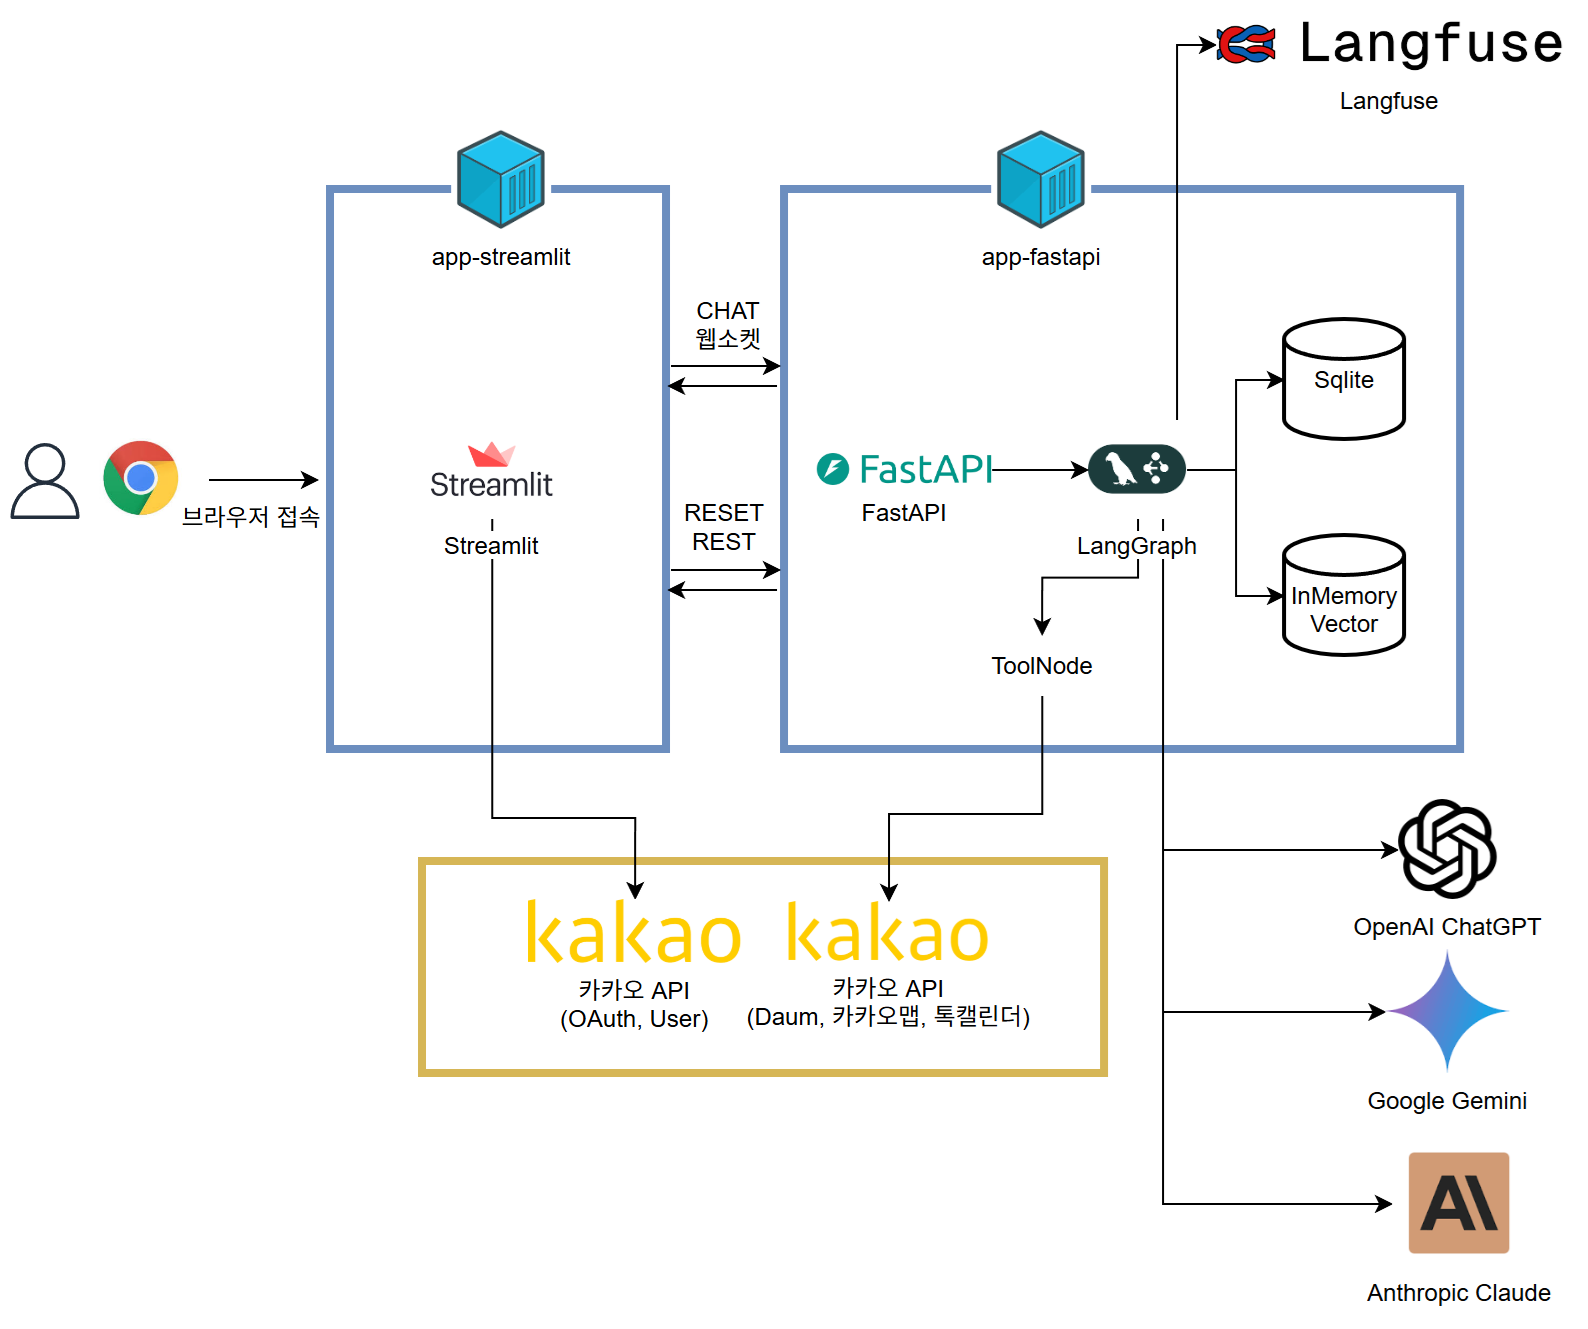 Langfuse
Langfuse
app-streamlit
app-fastapi
CHAT
웹소켓
Sqlite
브라우저 접속
Streamlit
Streamlit
RESET
REST
FastAPI
FastAPI
LangGraph
InMemory
Vector
ToolNode
kakao
카카오 API
(OAuth, User)
kakao
카카오 API
(Daum, 카카오맵, 톡캘린더)
OpenAI ChatGPT
Google Gemini
AI
Anthropic Claude